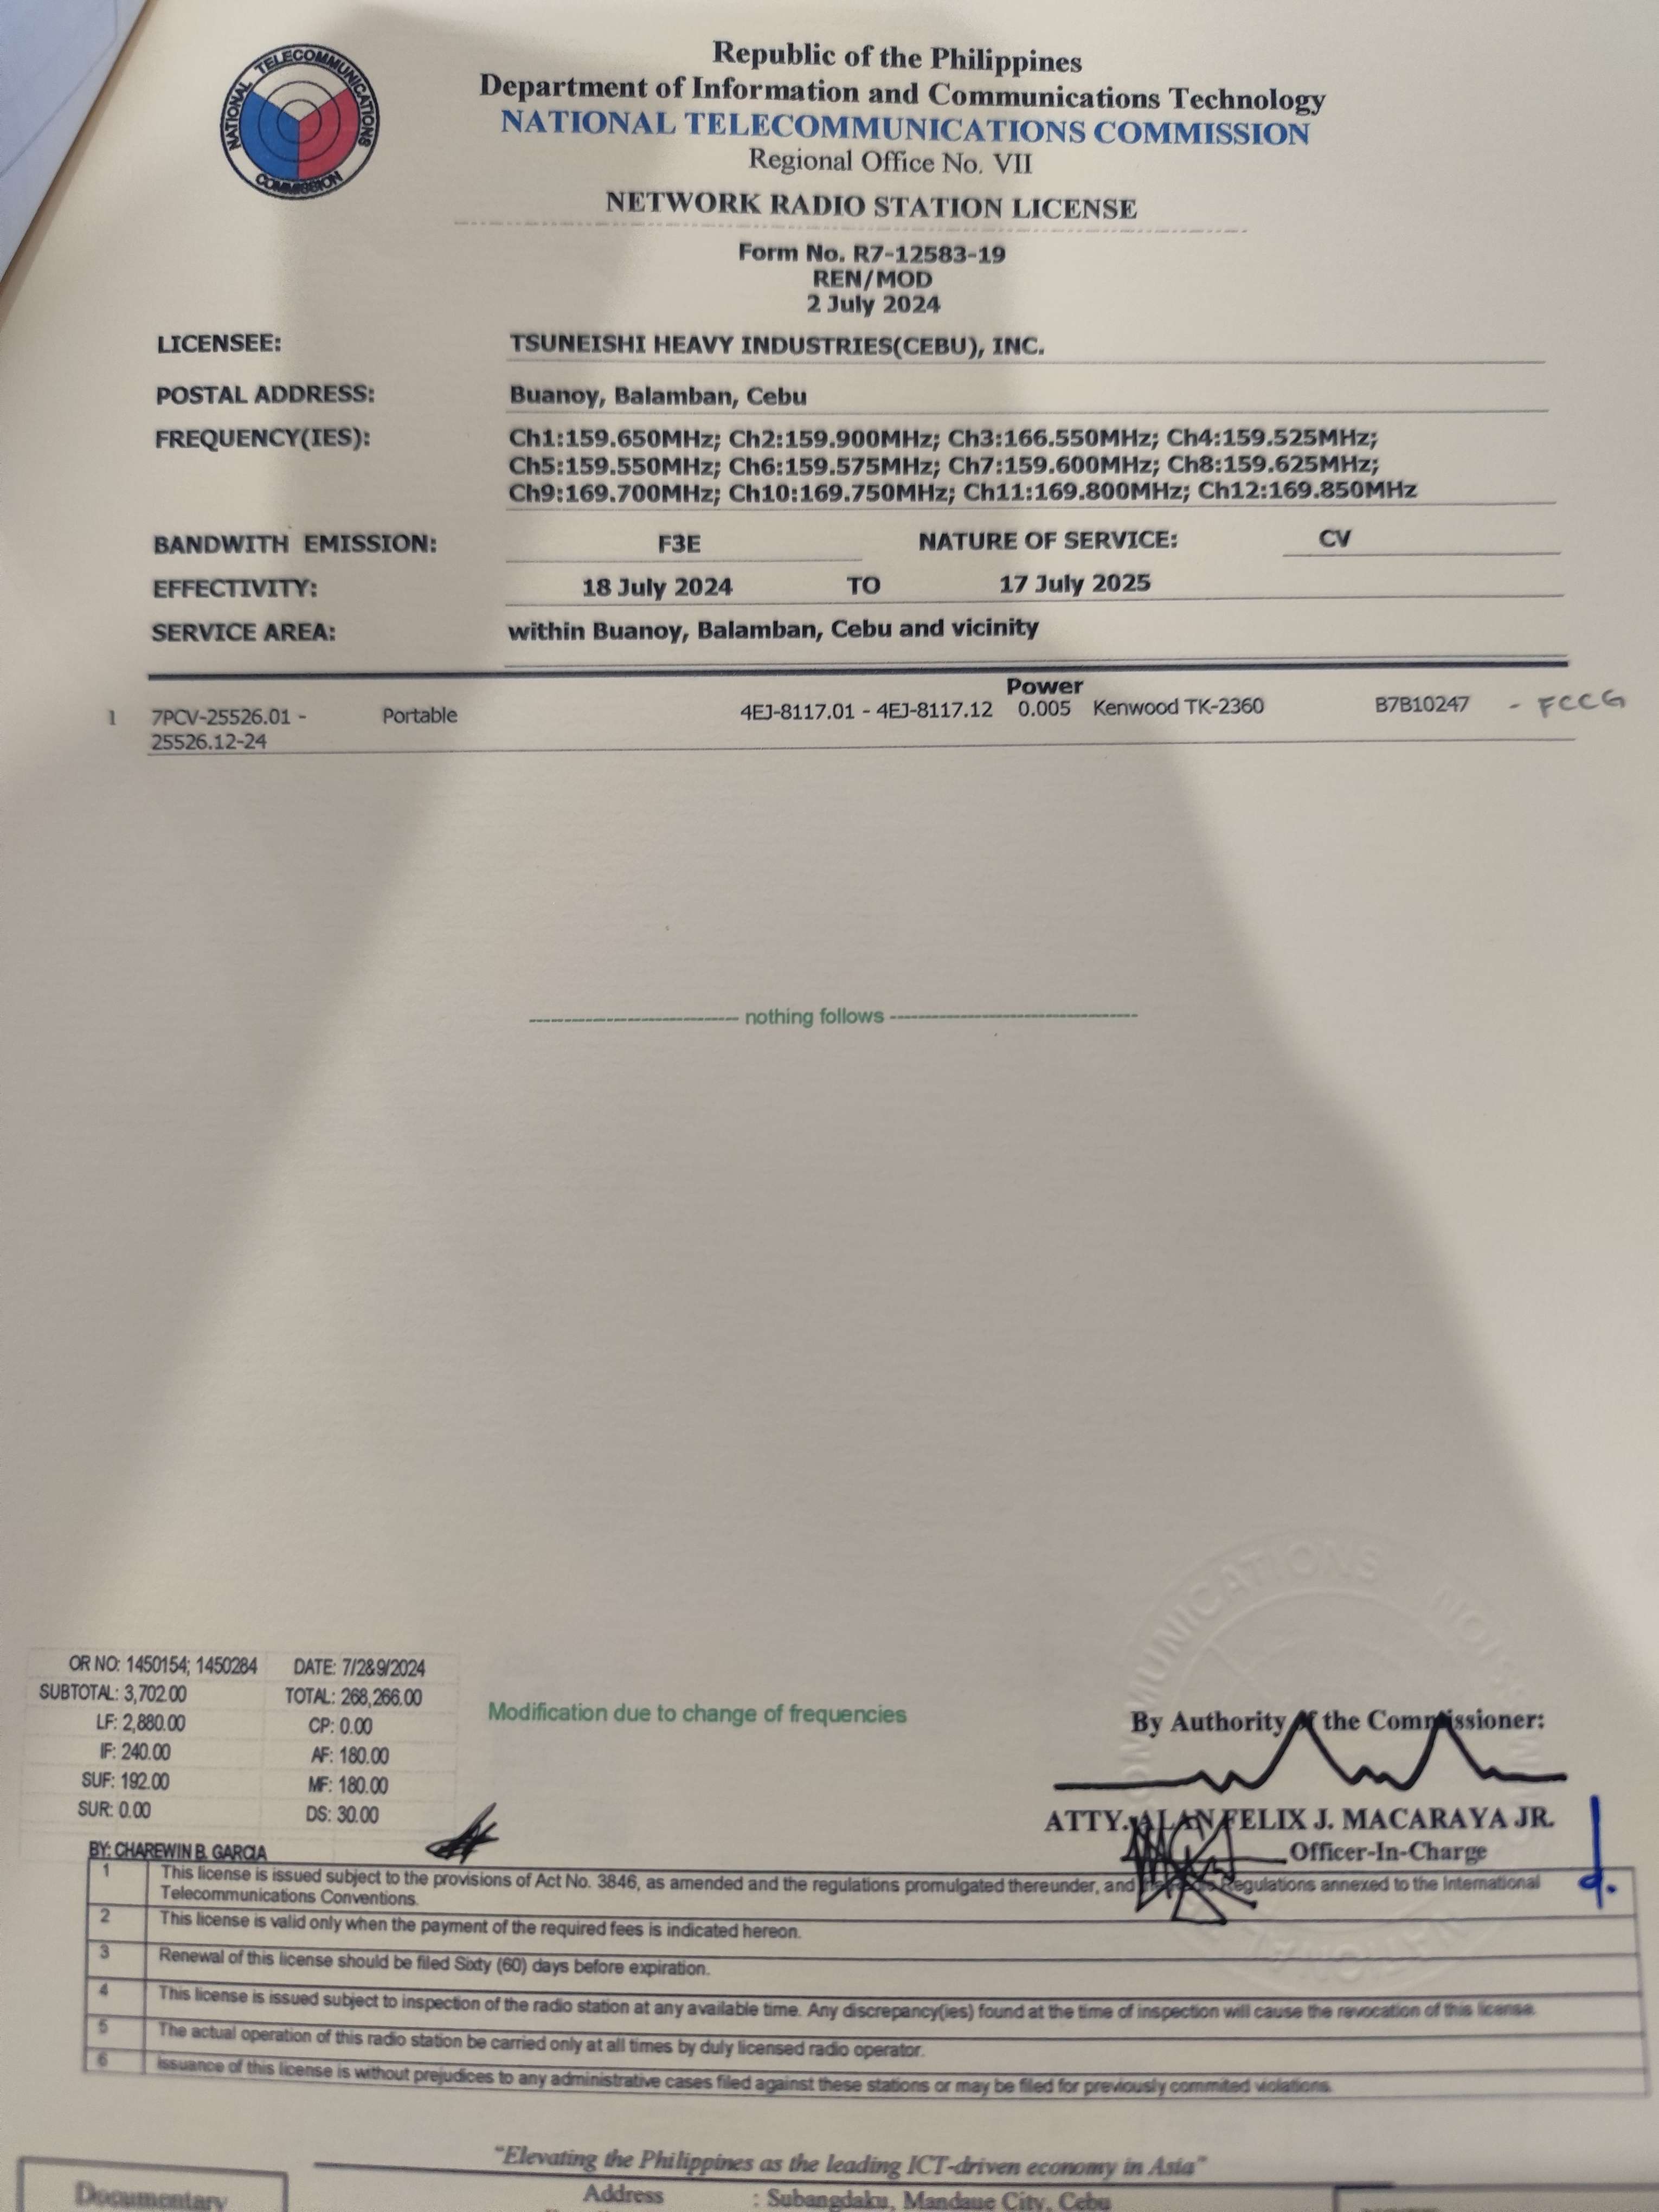 NATIONAL TELECOMMUNICATIONS COMMISSION
Republic of the Philippines
Department of Information and Communications Technology
NATIONAL TELECOMMUNICATIONS COMMISSION
Regional Office No. VII
NETWORK RADIO STATION LICENSE
Form No. R7-12583-19
REN/MOD
2 July 2024
LICENSEE: TSUNEISHI HEAVY INDUSTRIES(CEBU), INC.
POSTAL ADDRESS: Buanoy, Balamban, Cebu
FREQUENCY(IES): Ch1:159.650MHz; Ch2:159.900MHz; Ch3:166.550MHz; Ch4:159.525MHz;
Ch5:159.550MHz; Ch6:159.575MHz; Ch7:159.600MHz; Ch8:159.625MHz;
Ch9:169.700MHz; Ch10:169.750MHz; Ch11:169.800MHz; Ch12:169.850MHz
BANDWITH EMISSION: F3E NATURE OF SERVICE: CV
EFFECTIVITY: 18 July 2024 TO 17 July 2025
SERVICE AREA: within Buanoy, Balamban, Cebu and vicinity
Power
1 7PCV-25526.01 - Portable 4EJ-8117.01 - 4EJ-8117.12 0.005 Kenwood TK-2360 B7B10247 - FCCG
25526.12-24
nothing follows
OR NO: 1450154; 1450284 DATE: 7/2&9/2024
SUBTOTAL: 3,702.00 TOTAL: 268,266.00
LF: 2,880.00 CP: 0.00
IF: 240.00 AF: 180.00
SUF: 192.00 MF: 180.00
SUR: 0.00 DS: 30.00
BY: CHAREWIN B. GARCIA
Modification due to change of frequencies
By Authority of the Commissioner:
ATTY. ALAN FELIX J. MACARAYA JR.
Officer-In-Charge
1 This license is issued subject to the provisions of Act No. 3846, as amended and the regulations promulgated thereunder, and Regulations annexed to the International
Telecommunications Conventions.
2 This license is valid only when the payment of the required fees is indicated hereon.
3 Renewal of this license should be filed Sixty (60) days before expiration.
4 This license is issued subject to inspection of the radio station at any available time. Any discrepancy(ies) found at the time of inspection will cause the revocation of this license.
5 The actual operation of this radio station be carried only at all times by duly licensed radio operator.
6 Issuance of this license is without prejudices to any administrative cases filed against these stations or may be filed for previously commited violations.
"Elevating the Philippines as the leading ICT-driven economy in Asia"
Documentary
Address : Subangdaku, Mandaue City, Cebu